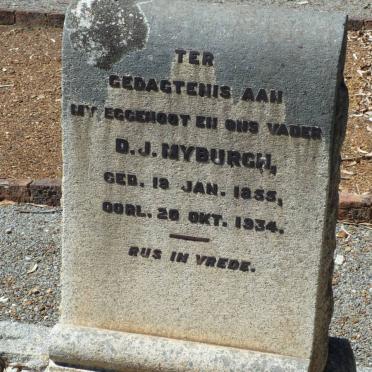 TER
GEDAGTENIS AAN
MY EGGENOOT EN ONS VADER
D.J. MYBURGH,
GEB. 19 JAN. 1855,
OORL. 26 OKT. 1934.
RUS IN VREDE.